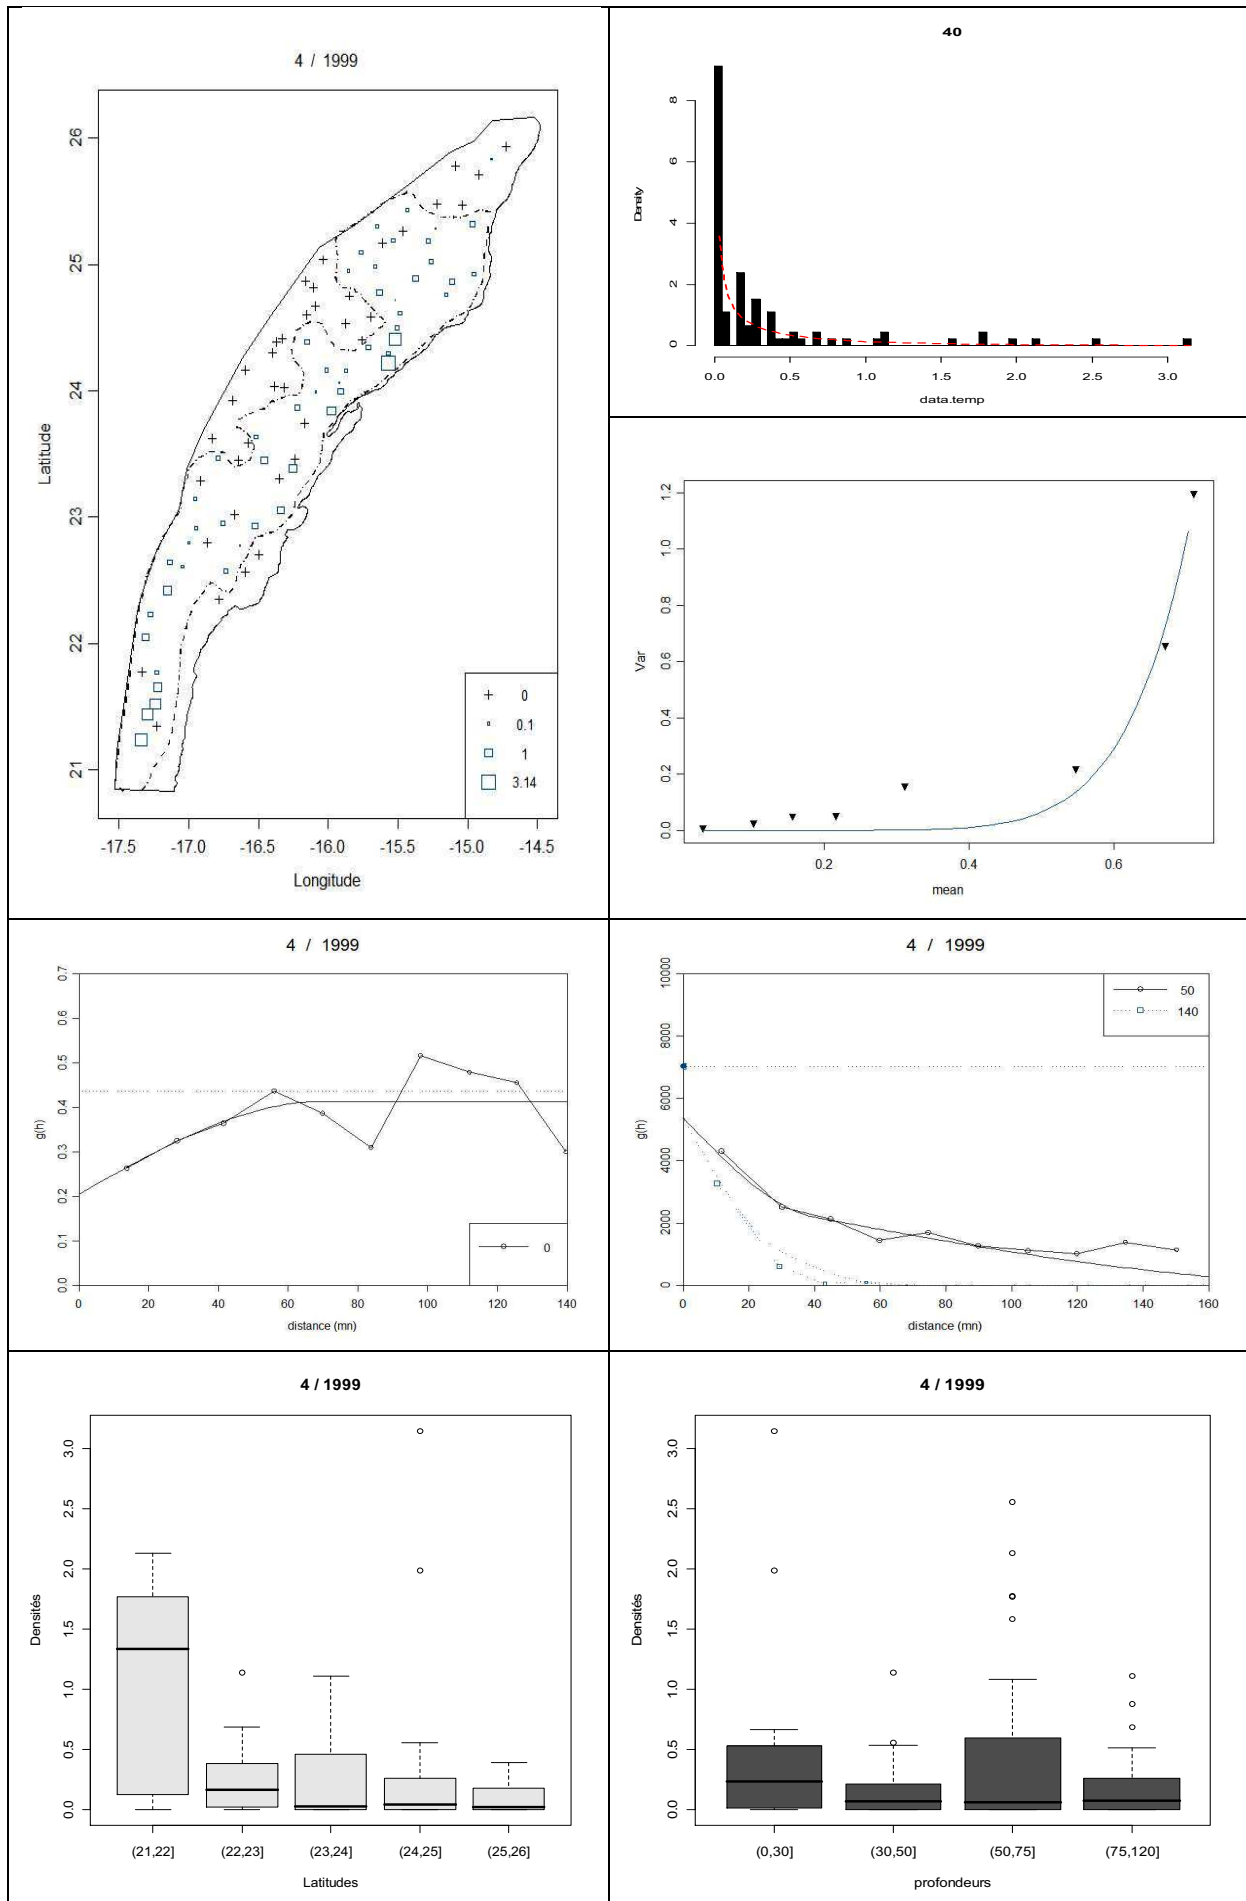 4 / 1999
Latitude
26
25
24
23
22
21
0
0.1
1
3.14
-17.5 -17.0 -16.5 -16.0 -15.5 -15.0 -14.5
Longitude
40
Density
8
6
4
2
0
0.0 0.5 1.0 1.5 2.0 2.5 3.0
data.temp
Var
1.2
1.0
0.8
0.6
0.4
0.2
0.0
0.2 0.4 0.6
mean
4 / 1999
g(h)
0.7
0.6
0.5
0.4
0.3
0.2
0.1
0.0
0
0 20 40 60 80 100 120 140
distance (mn)
4 / 1999
g(h)
10000
8000
6000
4000
2000
0
50
140
0 20 40 60 80 100 120 140 160
distance (mn)
4 / 1999
Densités
3.0
2.5
2.0
1.5
1.0
0.5
0.0
(21,22] (22,23] (23,24] (24,25] (25,26]
Latitudes
4 / 1999
Densités
3.0
2.5
2.0
1.5
1.0
0.5
0.0
(0,30] (30,50] (50,75] (75,120]
profondeurs